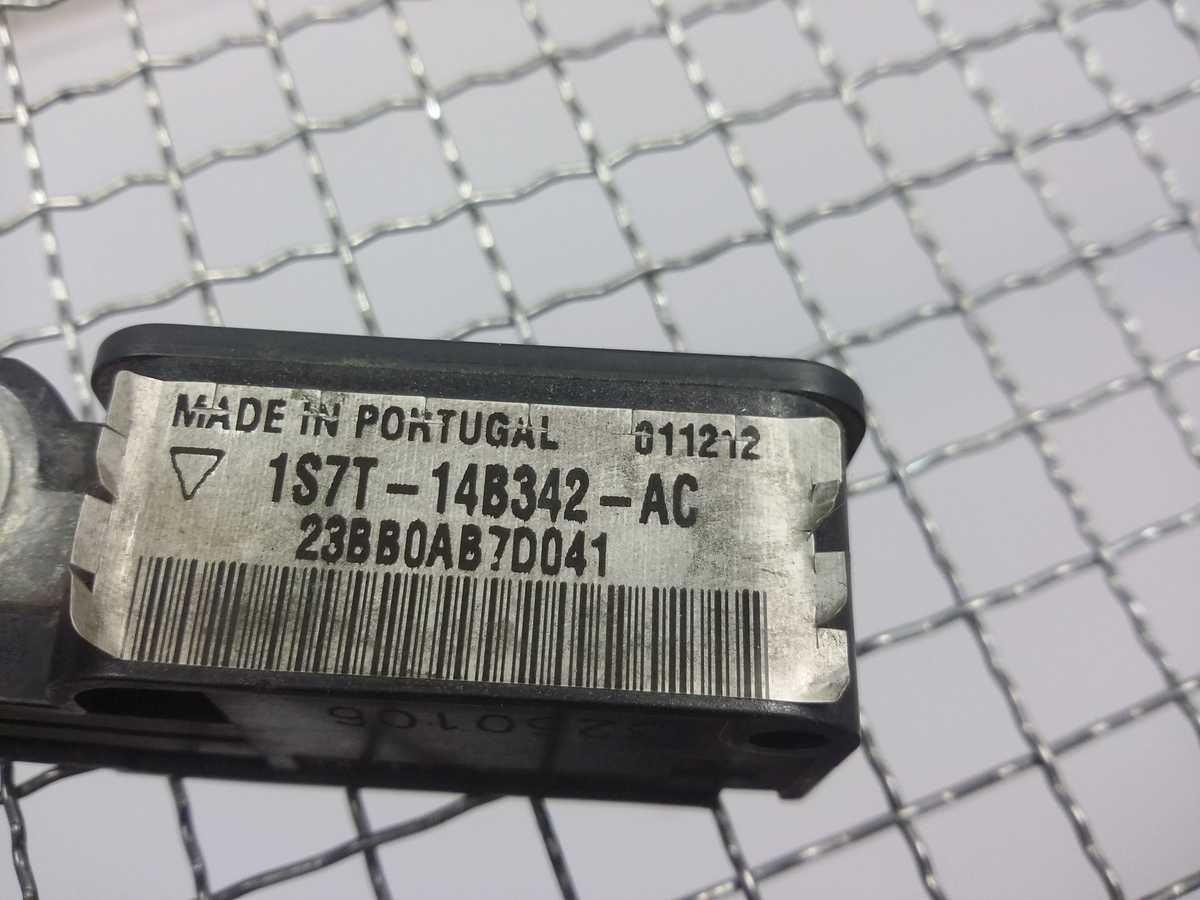 MADE IN PORTUGAL 011212
1S7T-14B342-AC
23BB0AB7D041